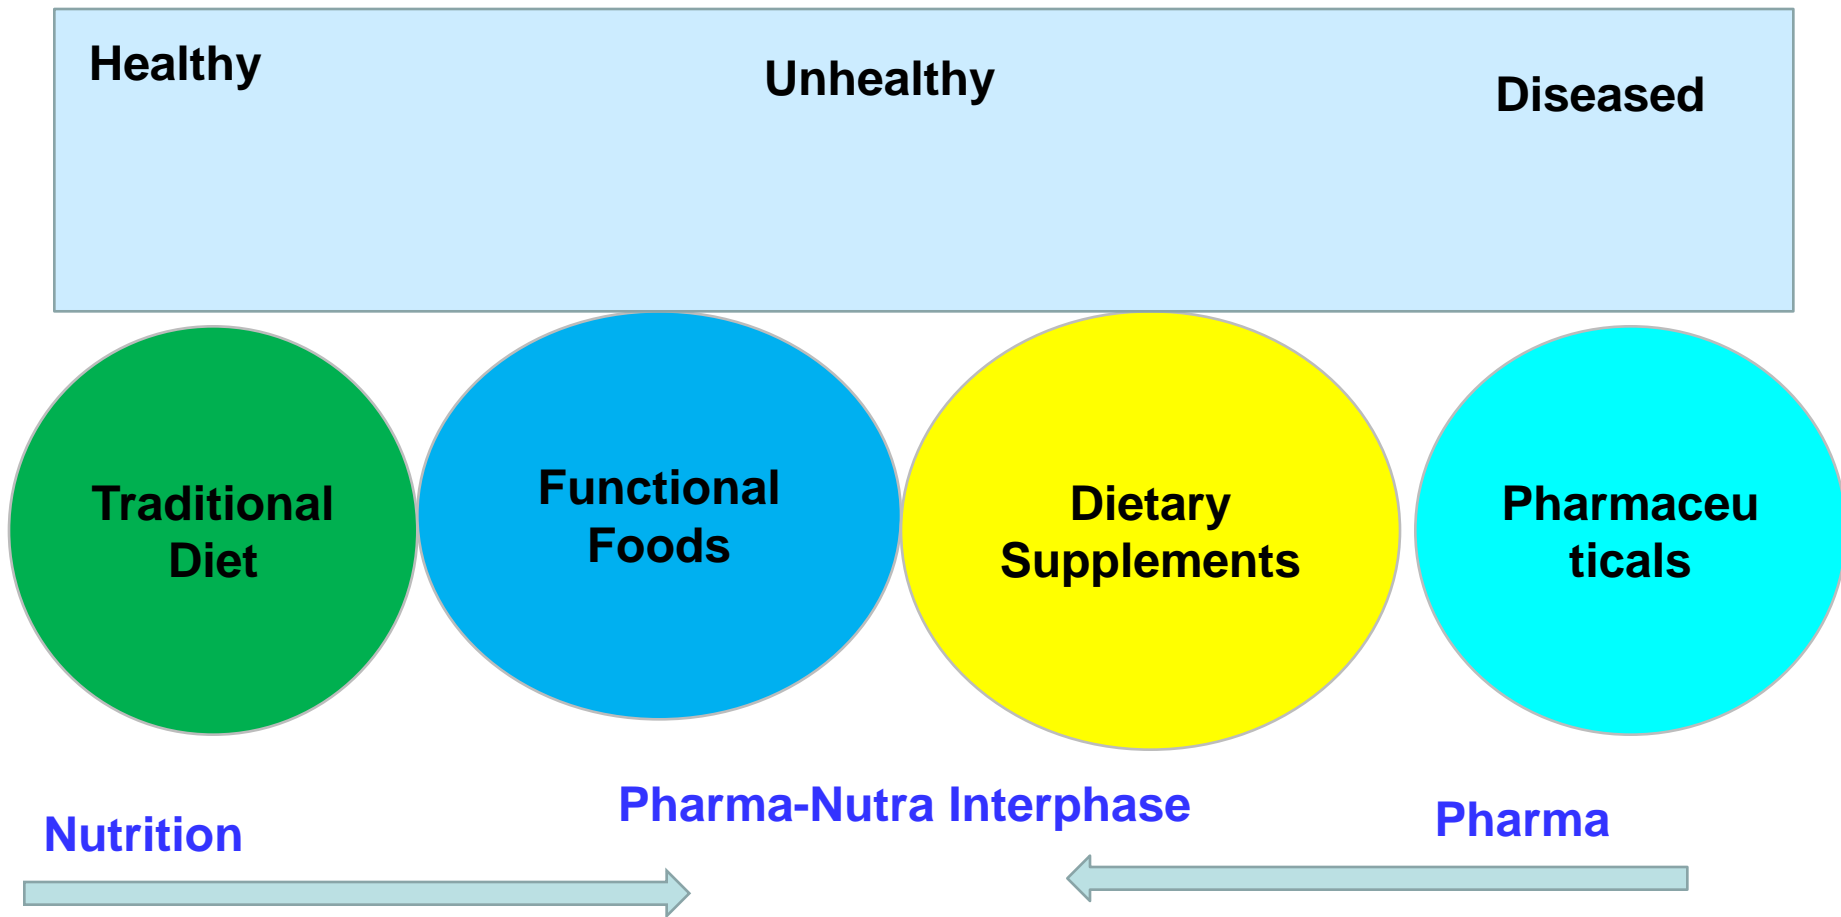 Healthy
Unhealthy
Diseased
Traditional
Diet
Functional
Foods
Dietary
Supplements
Pharmaceu
ticals
Nutrition
Pharma-Nutra Interphase
Pharma